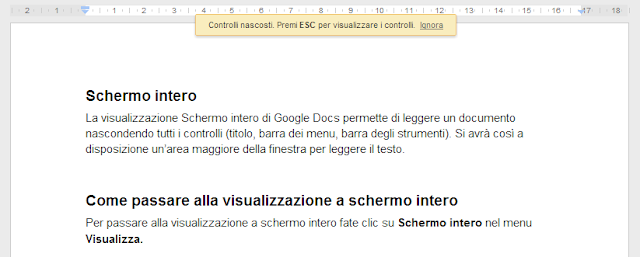 2 1 1 2 3 4 5 6 7 8 9 10 11 12 13 14 15 16 17 18
Controlli nascosti. Premi ESC per visualizzare i controlli. Ignora
Schermo intero
La visualizzazione Schermo intero di Google Docs permette di leggere un documento
nascondendo tutti i controlli (titolo, barra dei menu, barra degli strumenti). Si avrà così a
disposizione un'area maggiore della finestra per leggere il testo.
Come passare alla visualizzazione a schermo intero
Per passare alla visualizzazione a schermo intero fate clic su Schermo intero nel menu
Visualizza.